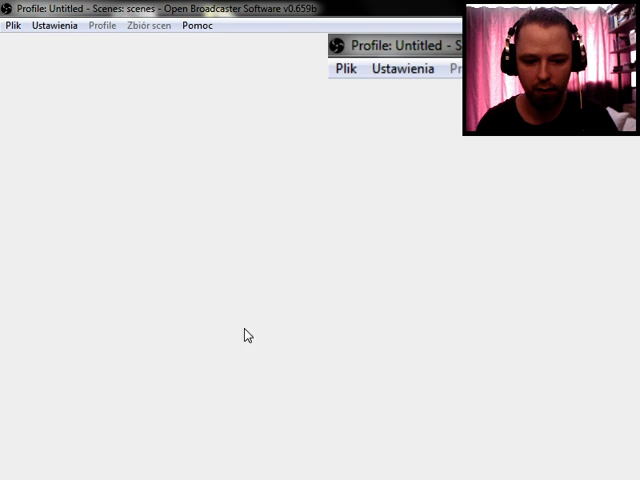 Profile: Untitled - Scenes: scenes - Open Broadcaster Software v0.659b
Plik Ustawienia Profile Zbiór scen Pomoc
Profile: Untitled - S
Plik Ustawienia Pr